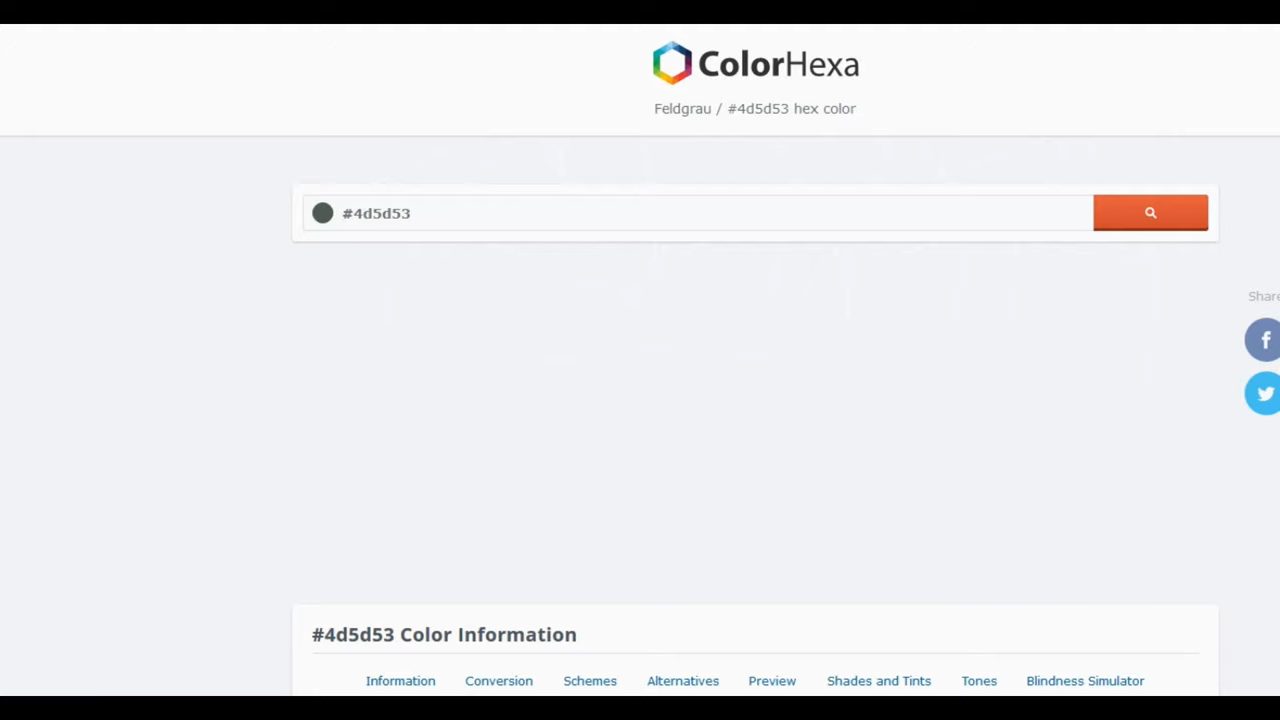 ColorHexa
Feldgrau / #4d5d53 hex color
#4d5d53
Share
#4d5d53 Color Information
Information Conversion Schemes Alternatives Preview Shades and Tints Tones Blindness Simulator